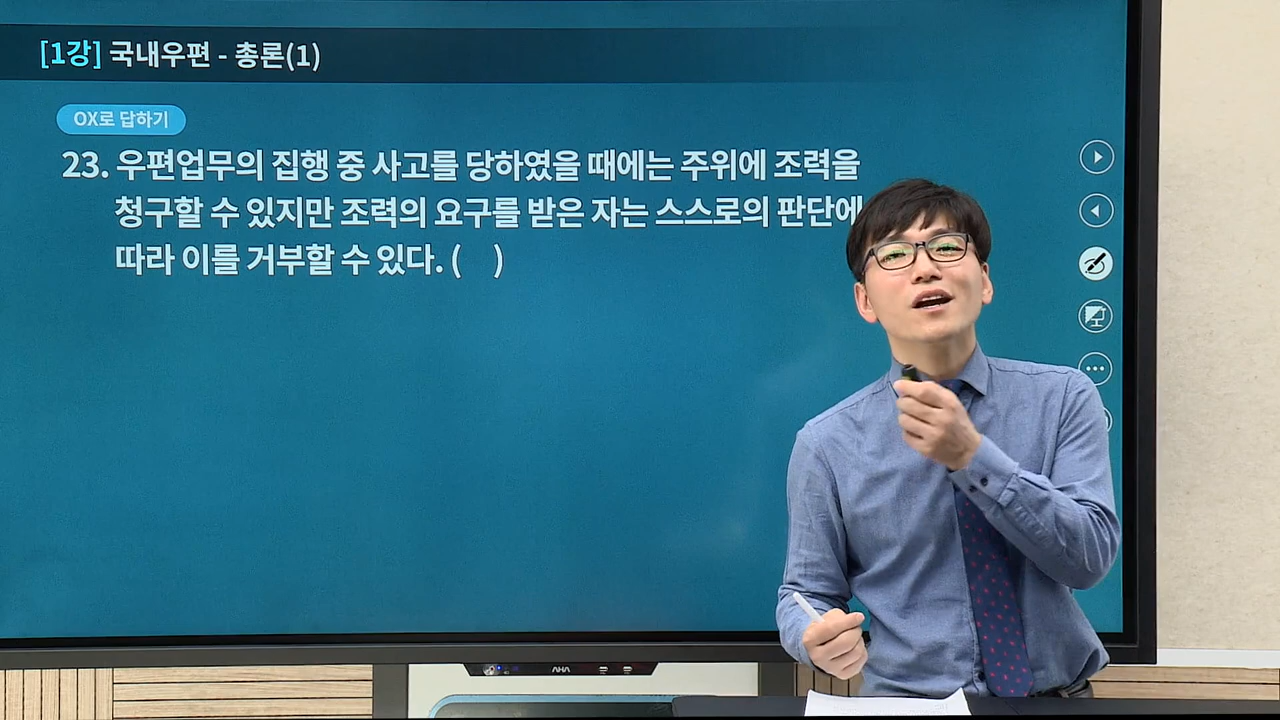 [1강] 국내우편 - 총론(1)
OX로 답하기
23. 우편업무의 집행 중 사고를 당하였을 때에는 주위에 조력을
청구할 수 있지만 조력의 요구를 받은 자는 스스로의 판단에
따라 이를 거부할 수 있다. (    )
AHA